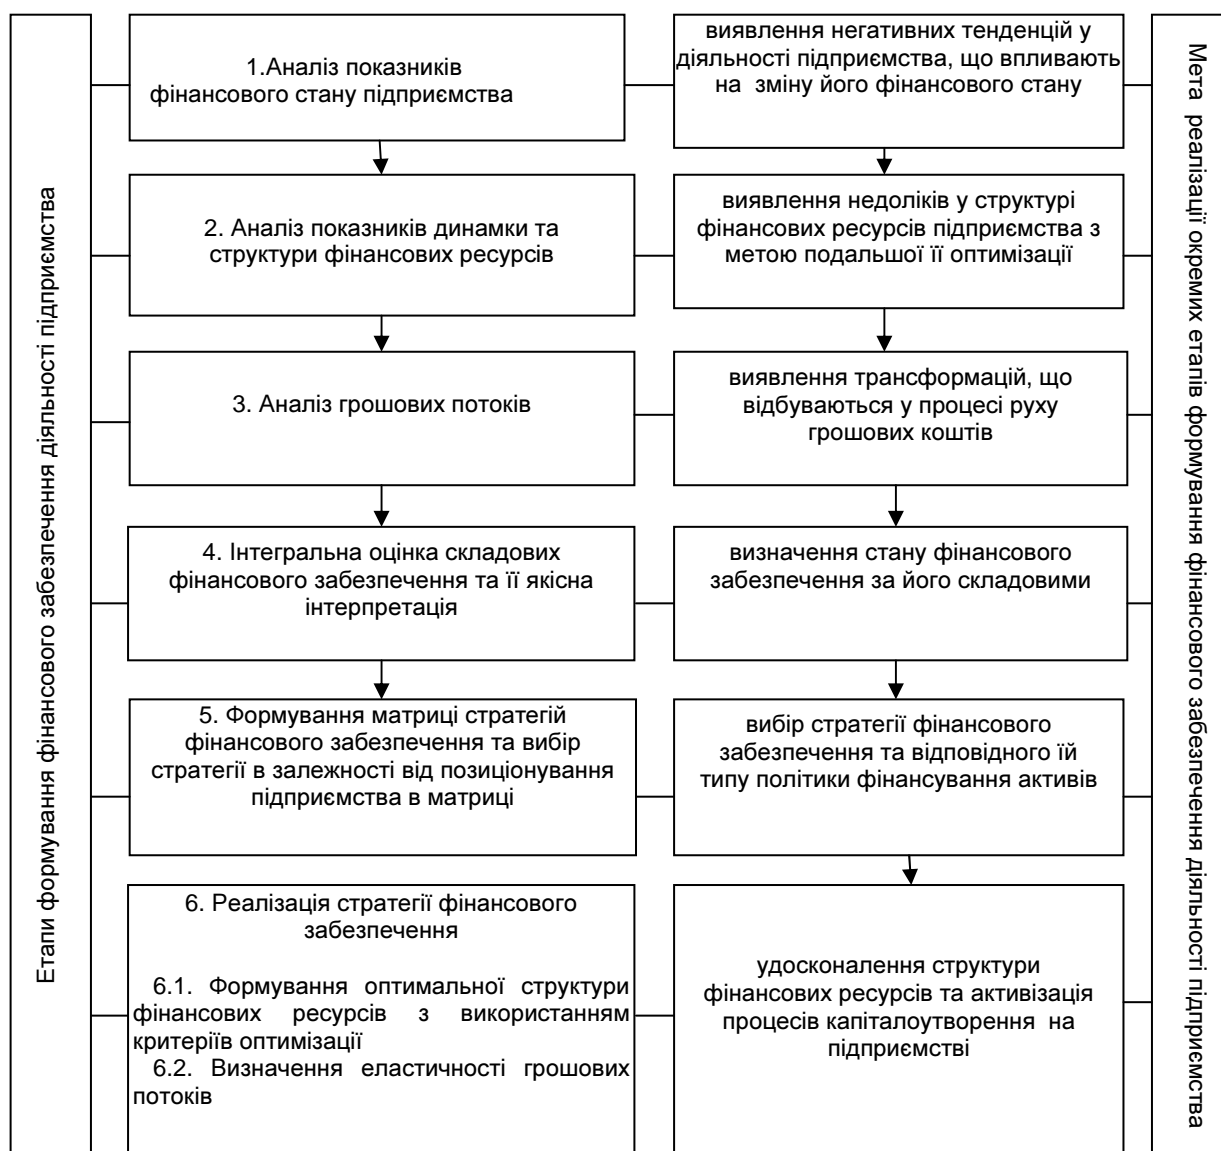 Етапи формування фінансового забезпечення діяльності підприємства
1.Аналіз показників
фінансового стану підприємства
виявлення негативних тенденцій у
діяльності підприємства, що впливають
на зміну його фінансового стану
2. Аналіз показників динамки та
структури фінансових ресурсів
виявлення недоліків у структурі
фінансових ресурсів підприємства з
метою подальшої її оптимізації
3. Аналіз грошових потоків
виявлення трансформацій, що
відбуваються у процесі руху
грошових коштів
4. Інтегральна оцінка складових
фінансового забезпечення та її якісна
інтерпретація
визначення стану фінансового
забезпечення за його складовими
5. Формування матриці стратегій
фінансового забезпечення та вибір
стратегії в залежності від позиціонування
підприємства в матриці
вибір стратегії фінансового
забезпечення та відповідного їй
типу політики фінансування активів
6. Реалізація стратегії фінансового
забезпечення
6.1. Формування оптимальної структури
фінансових ресурсів з використанням
критеріїв оптимізації
6.2. Визначення еластичності грошових
потоків
удосконалення структури
фінансових ресурсів та активізація
процесів капіталоутворення на
підприємстві
Мета реалізації окремих етапів формування фінансового забезпечення діяльності підприємства